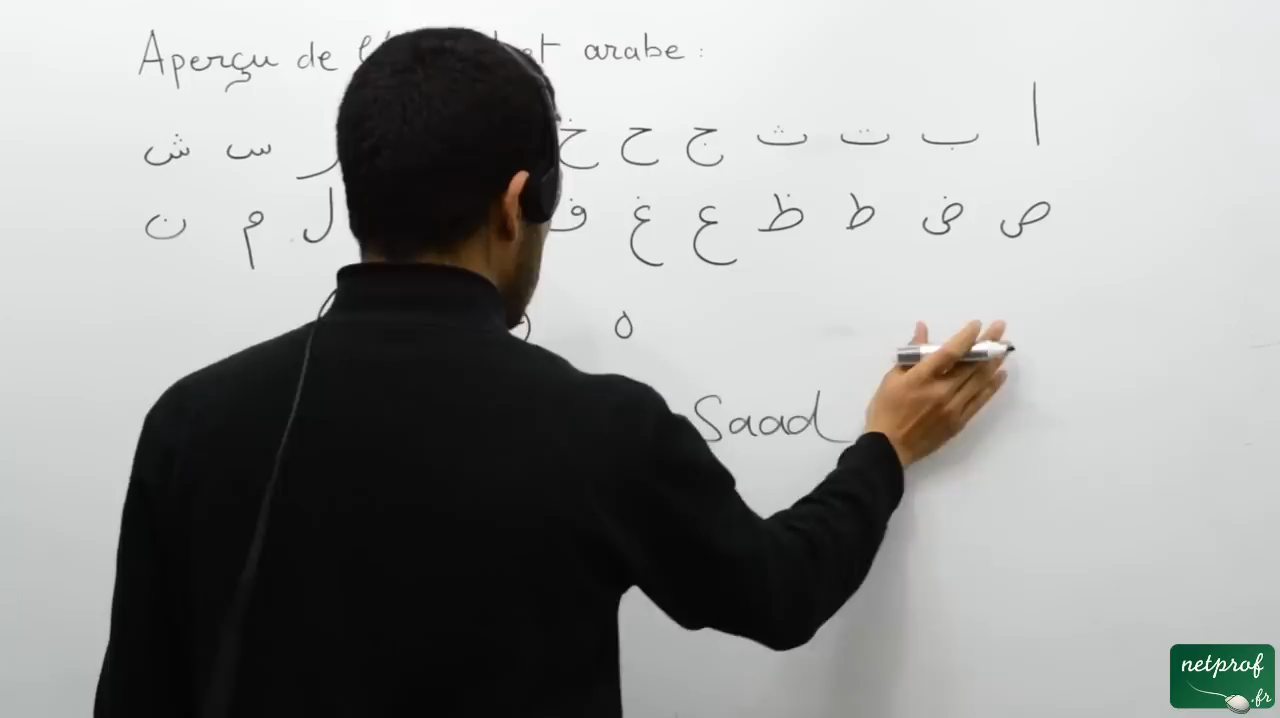 Aperçu de arabe :
ا ب ت ث ج ح خ ر س ش
ص ض ط ظ ع غ ف ل م ن
ه
Saad
netprof
.fr